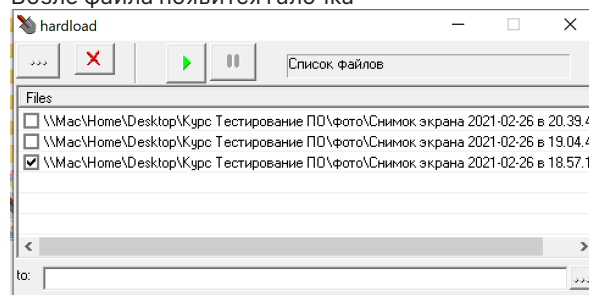 Возле файла появится галочка
hardload
...
Список файлов
Files
\\Mac\Home\Desktop\Курс Тестирование ПО\фото\Снимок экрана 2021-02-26 в 20.39.4
\\Mac\Home\Desktop\Курс Тестирование ПО\фото\Снимок экрана 2021-02-26 в 19.04.4
\\Mac\Home\Desktop\Курс Тестирование ПО\фото\Снимок экрана 2021-02-26 в 18.57.1
to:
...